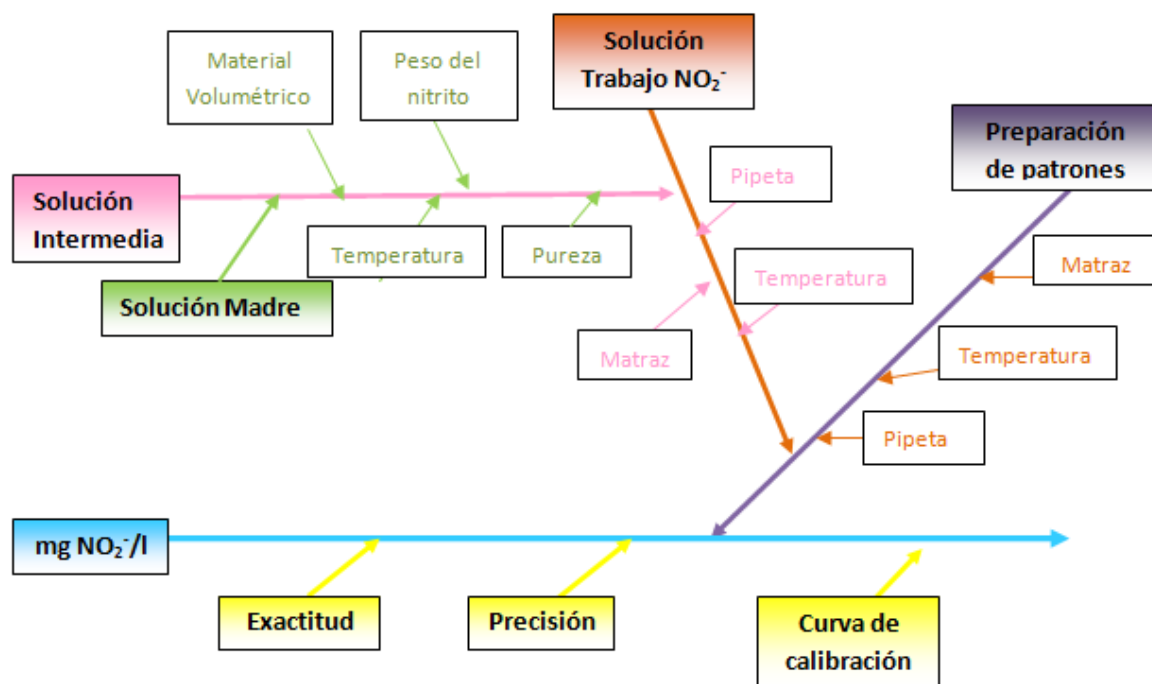 Solución
Trabajo NO₂⁻
Material
Volumétrico
Peso del
nitrito
Preparación
de patrones
Pipeta
Solución
Intermedia
Temperatura
Pureza
Temperatura
Matraz
Solución Madre
Matraz
Temperatura
Pipeta
mg NO₂⁻/l
Exactitud
Precisión
Curva de
calibración